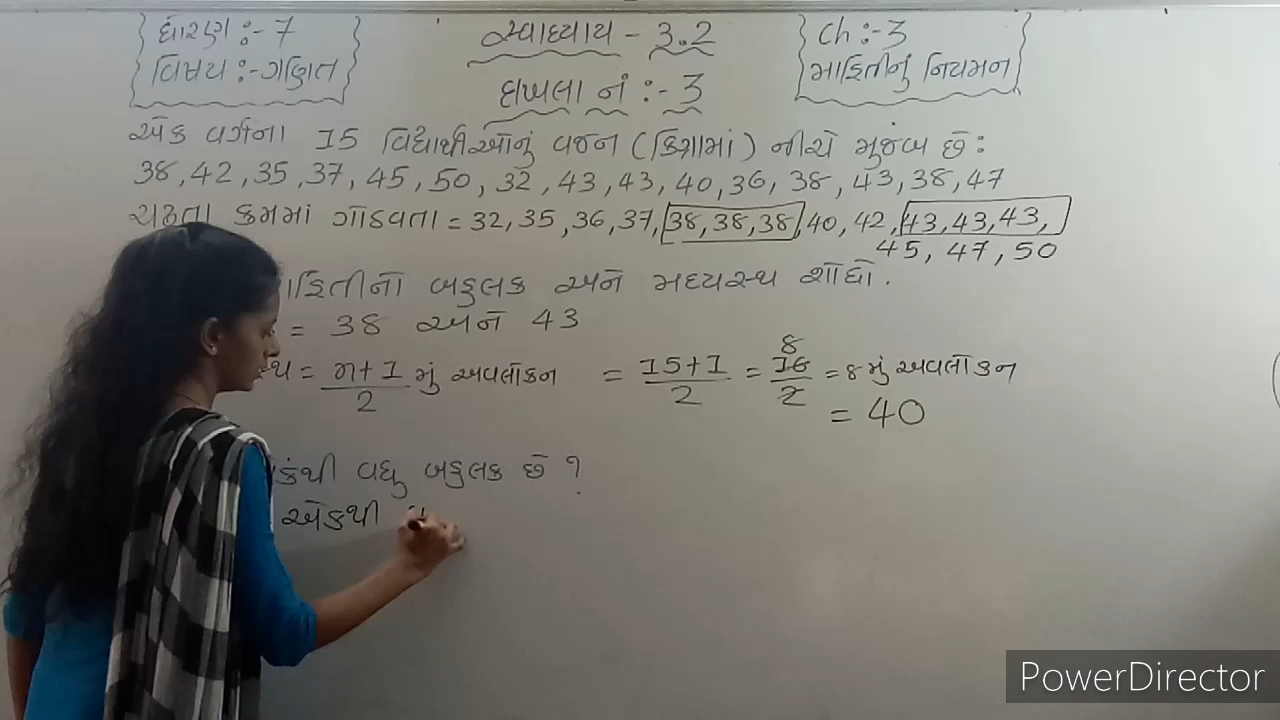 ધોરણ :- 7
વિષય :- ગણિત
સ્વાધ્યાય - 3.2
દાખલા નં :- 3
Ch :- 3
માહિતીનું નિયમન
એક વર્ગના 15 વિદ્યાર્થીઓનું વજન (કિગ્રામાં) નીચે મુજબ છે :
38, 42, 35, 37, 45, 50, 32, 43, 43, 40, 36, 38, 43, 38, 47
ચઢતા ક્રમમાં ગોઠવતા = 32, 35, 36, 37, 38, 38, 38, 40, 42, 43, 43, 43,
45, 47, 50
માહિતીનો બહુલક અને મધ્યસ્થ શોધો.
= 38 અને 43
સ્થ = n+1/2 મું અવલોકન = 15+1/2 = 16/2 8 = 8 મું અવલોકન
= 40
એકથી વધુ બહુલક છે ?
એકથી
PowerDirector